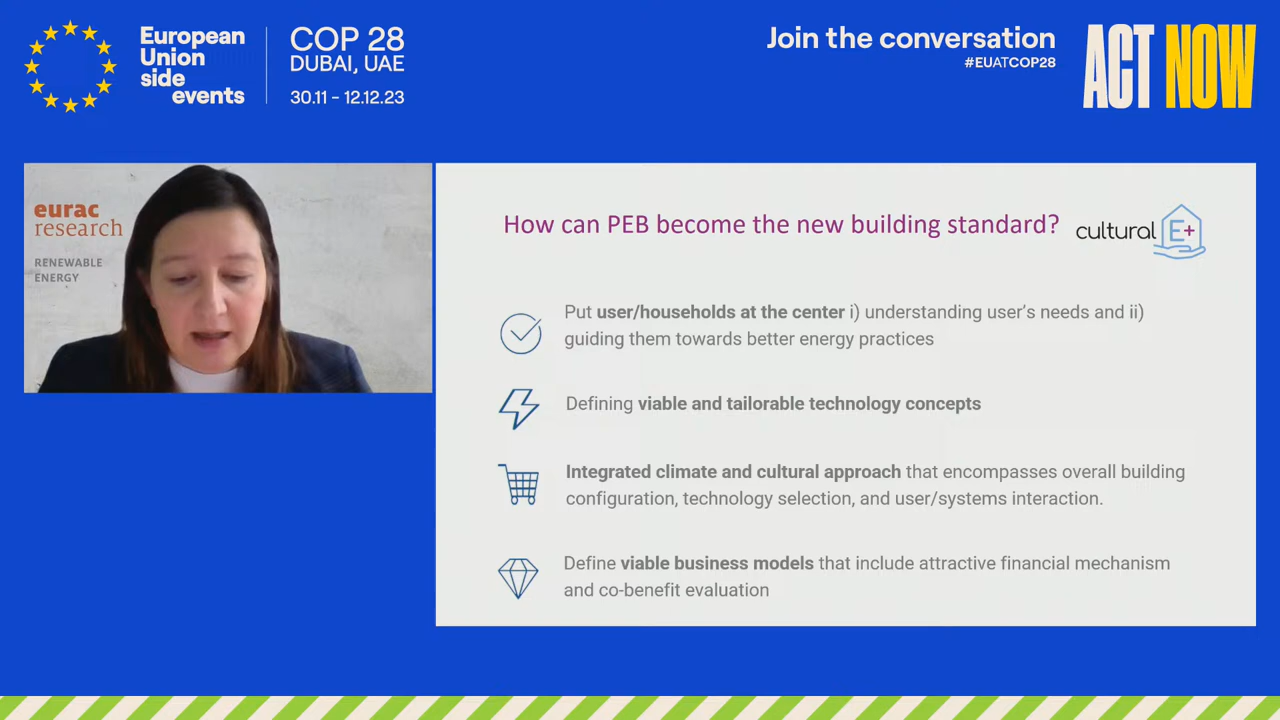 European
Union
side
events
COP 28
DUBAI, UAE
30.11 – 12.12.23
Join the conversation
#EUATCOP28
ACT NOW
eurac
research
RENEWABLE
ENERGY
How can PEB become the new building standard?
cultural E+
Put user/households at the center i) understanding user's needs and ii)
guiding them towards better energy practices
Defining viable and tailorable technology concepts
Integrated climate and cultural approach that encompasses overall building
configuration, technology selection, and user/systems interaction.
Define viable business models that include attractive financial mechanism
and co-benefit evaluation